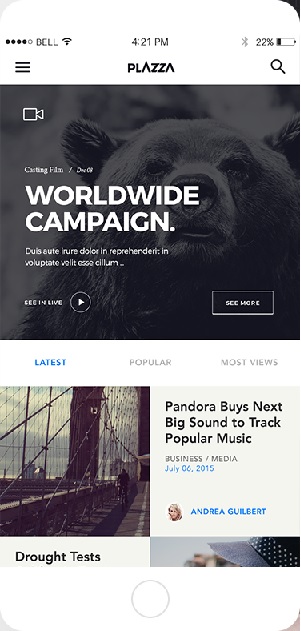 BELL 4:21 PM 22%
PLAZZA
Casting Film / Dec 08
WORLDWIDE
CAMPAIGN.
Duis aute irure dolor in reprehenderit in
voluptate velit esse cillum ..
SEE IN LIVE
SEE MORE
LATEST POPULAR MOST VIEWS
Pandora Buys Next
Big Sound to Track
Popular Music
BUSINESS / MEDIA
July 06, 2015
ANDREA GUILBERT
Drought Tests